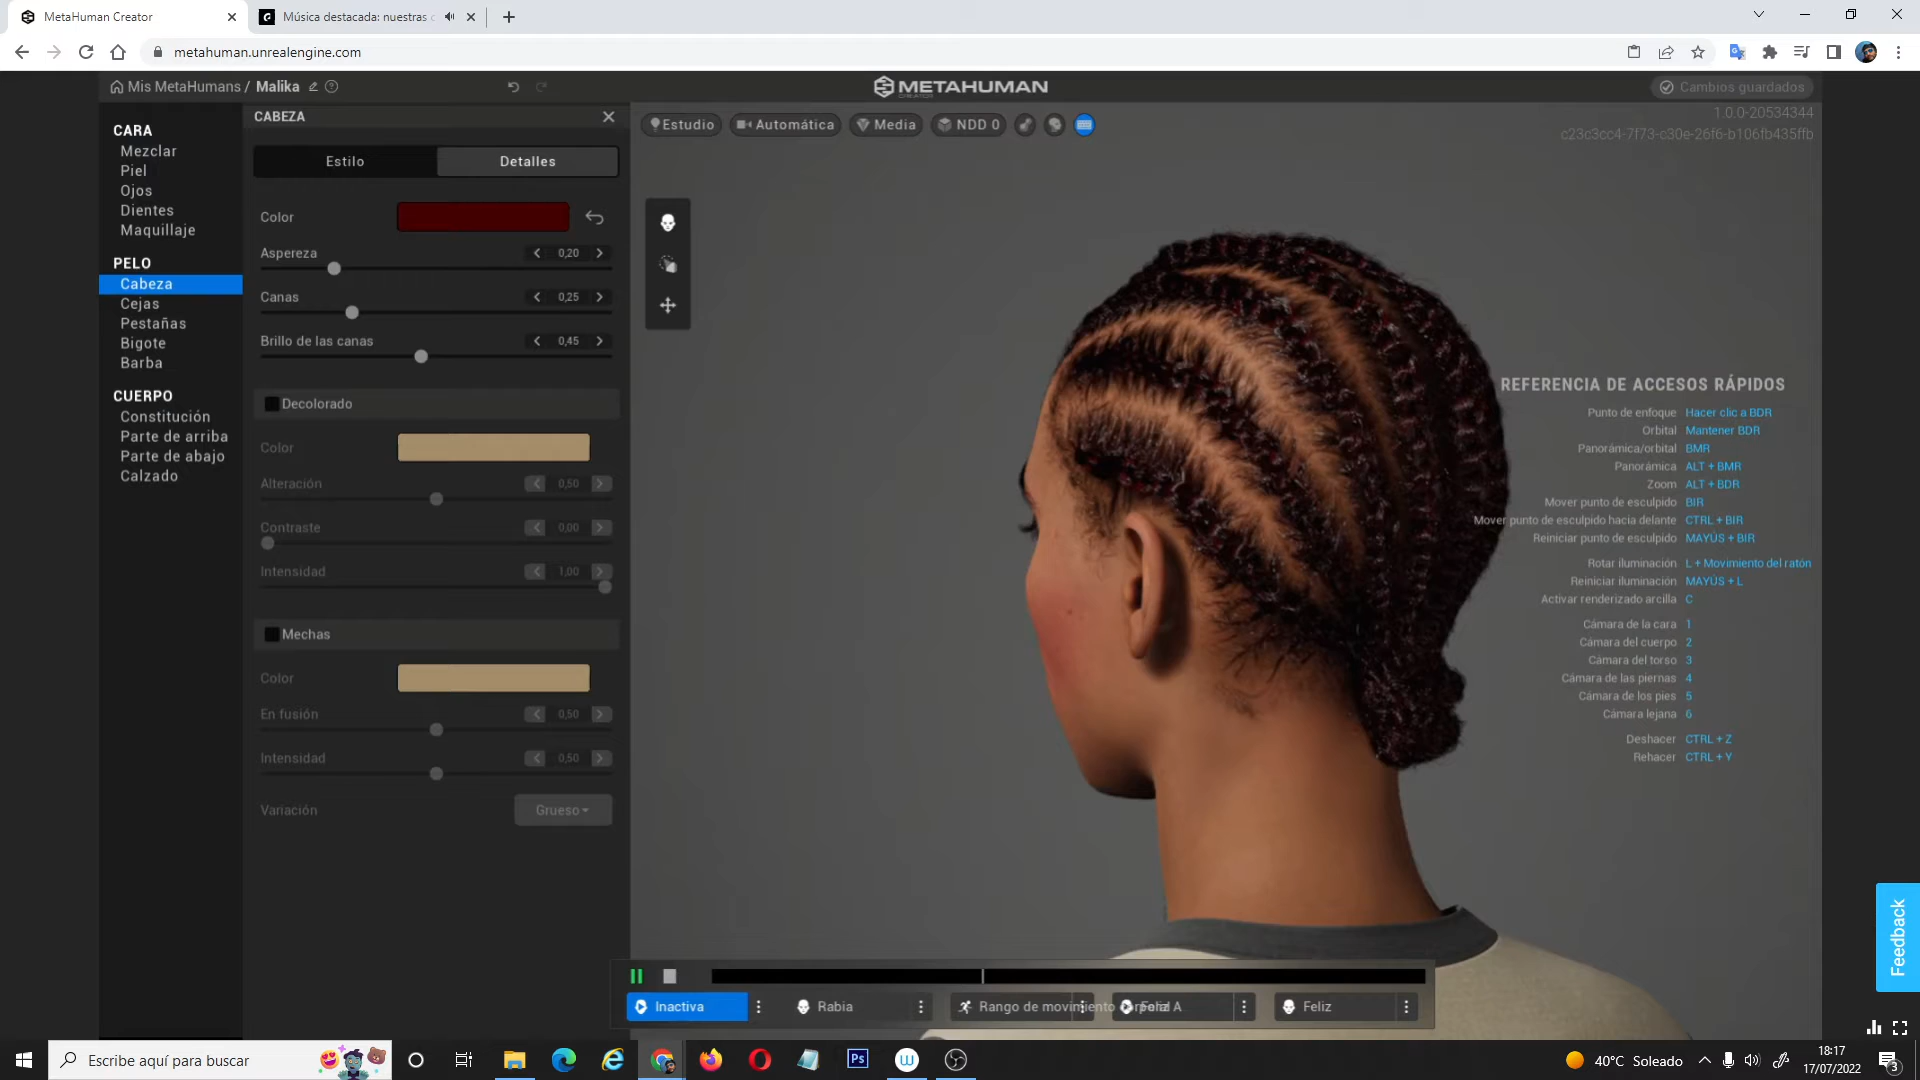 MetaHuman Creator
Música destacada: nuestras
metahuman.unrealengine.com
Mis MetaHumans / Malika
METAHUMAN
CREATOR
Cambios guardados
1.0.0-20534344
c23c3cc4-7f73-c30e-26f6-b106fb435ffb
CARA
Mezclar
Piel
Ojos
Dientes
Maquillaje
PELO
Cabeza
Cejas
Pestañas
Bigote
Barba
CUERPO
Constitución
Parte de arriba
Parte de abajo
Calzado
CABEZA
Estilo
Detalles
Color
Aspereza 0,20
Canas 0,25
Brillo de las canas 0,45
Decolorado
Color
Alteración 0,50
Contraste 0,00
Intensidad 1,00
Mechas
Color
En fusión 0,50
Intensidad 0,50
Variación Grueso
Estudio
Automática
Media
NDD 0
REFERENCIA DE ACCESOS RÁPIDOS
Punto de enfoque Hacer clic a BDR
Orbital Mantener BDR
Panorámica/orbital BMR
Panorámica ALT + BMR
Zoom ALT + BDR
Mover punto de esculpido BIR
Mover punto de esculpido hacia delante CTRL + BIR
Reiniciar punto de esculpido MAYÚS + BIR
Rotar iluminación L + Movimiento del ratón
Reiniciar iluminación MAYÚS + L
Activar renderizado arcilla C
Cámara de la cara 1
Cámara del cuerpo 2
Cámara del torso 3
Cámara de las piernas 4
Cámara de los pies 5
Cámara lejana 6
Deshacer CTRL + Z
Rehacer CTRL + Y
Feedback
Inactiva
Rabia
Rango de movimiento
Feliz A
Feliz
Escribe aquí para buscar
Ps
40°C Soleado
18:17
17/07/2022
3